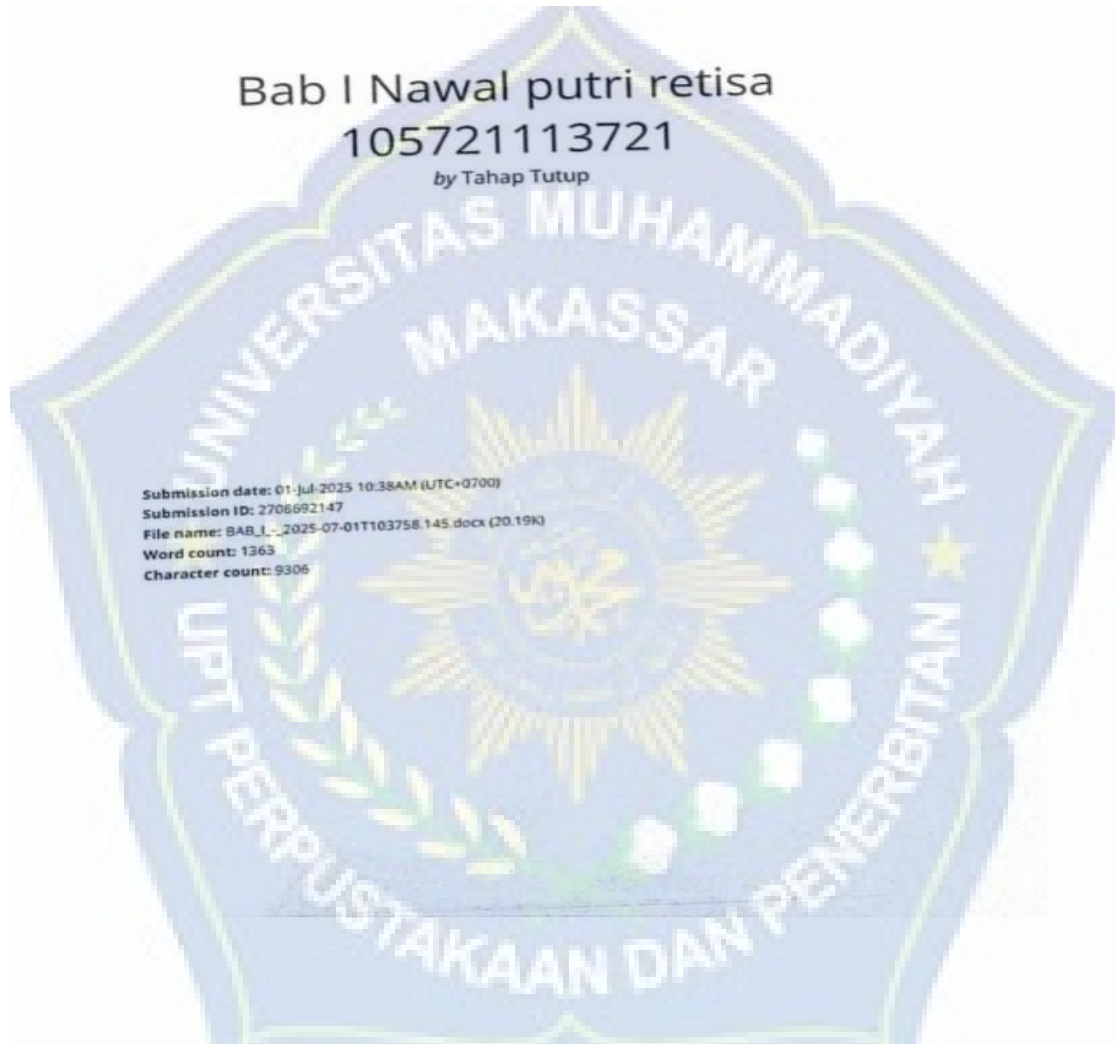 Bab I Nawal putri retisa
105721113721
by Tahap Tutup
UNIVERSITAS MUHAMMADIYAH
MAKASSAR
Submission date: 01-Jul-2025 10:38AM (UTC+0700)
Submission ID: 2708692147
File name: BAB_I_-_2025-07-01T103758.145.docx (20.19K)
Word count: 1363
Character count: 9306
UPT PERPUSTAKAAN DAN PENERBITAN